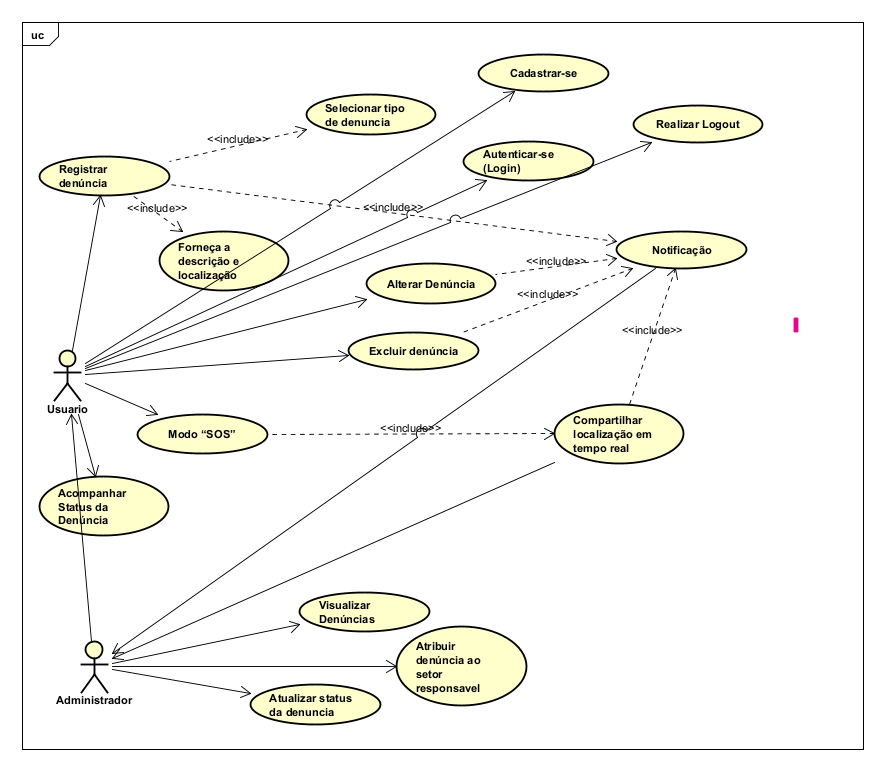 uc
Cadastrar-se
Selecionar tipo
de denuncia
Realizar Logout
<<include>>
Autenticar-se
(Login)
Registrar
denúncia
<<include>>
<<include>>
Forneça a
descrição e
localização
Notificação
<<include>>
Alterar Denúncia
<<include>>
<<include>>
Excluir denúncia
Usuario
Modo “SOS”
<<include>>
Compartilhar
localização em
tempo real
Acompanhar
Status da
Denúncia
Visualizar
Denúncias
Atribuir
denúncia ao
setor
responsavel
Administrador
Atualizar status
da denuncia